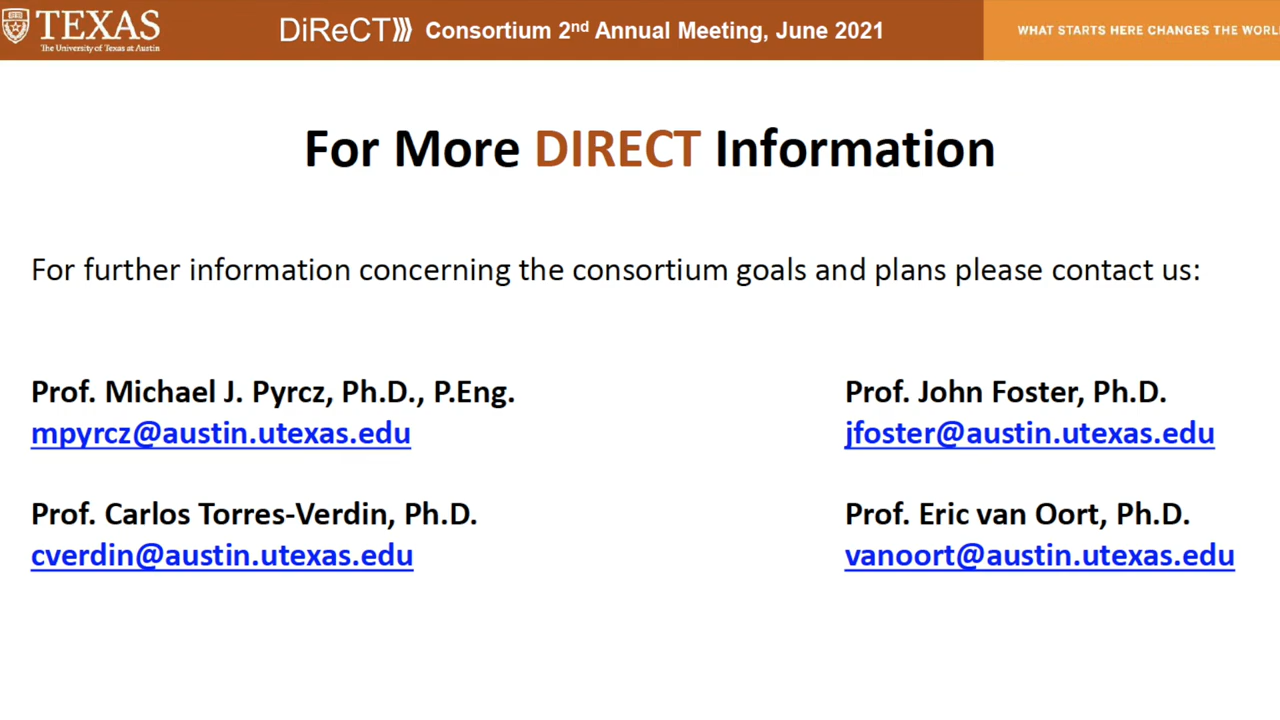 TEXAS
The University of Texas at Austin
DiReCT Consortium 2nd Annual Meeting, June 2021
WHAT STARTS HERE CHANGES THE WORL
For More DIRECT Information
For further information concerning the consortium goals and plans please contact us:
Prof. Michael J. Pyrcz, Ph.D., P.Eng.
mpyrcz@austin.utexas.edu
Prof. John Foster, Ph.D.
jfoster@austin.utexas.edu
Prof. Carlos Torres-Verdin, Ph.D.
cverdin@austin.utexas.edu
Prof. Eric van Oort, Ph.D.
vanoort@austin.utexas.edu